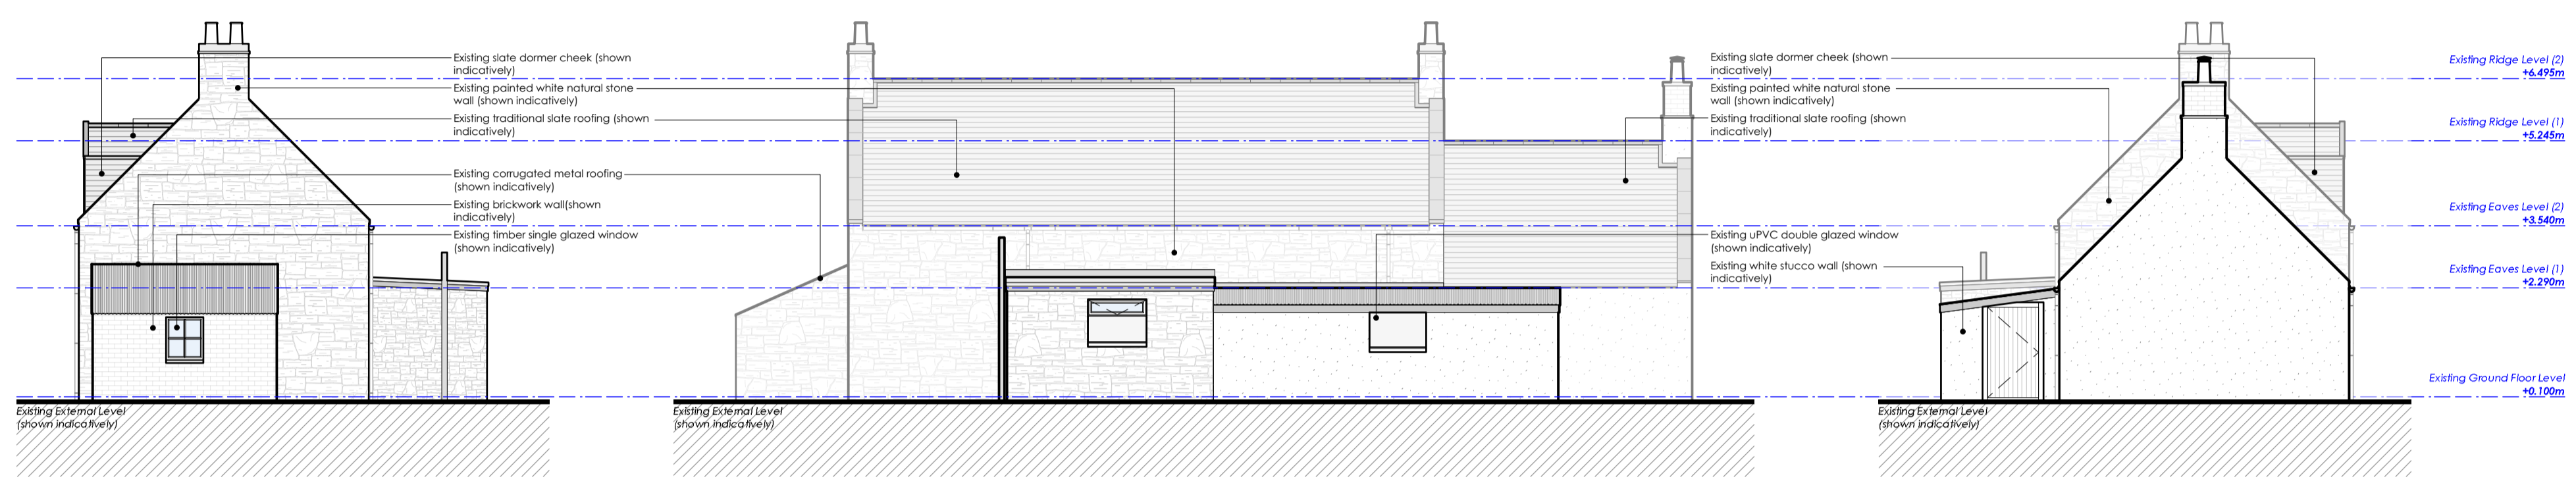 Existing slate dormer cheek (shown
indicatively)
Existing painted white natural stone
wall (shown indicatively)
Existing traditional slate roofing (shown
indicatively)
Existing corrugated metal roofing
(shown indicatively)
Existing brickwork wall(shown
indicatively)
Existing timber single glazed window
(shown indicatively)
Existing External Level
(shown indicatively)
Existing External Level
(shown indicatively)
Existing slate dormer cheek (shown
indicatively)
Existing painted white natural stone
wall (shown indicatively)
Existing traditional slate roofing (shown
indicatively)
Existing uPVC double glazed window
(shown indicatively)
Existing white stucco wall (shown
indicatively)
Existing External Level
(shown indicatively)
Existing Ridge Level (2)
+6.495m
Existing Ridge Level (1)
+5.245m
Existing Eaves Level (2)
+3.540m
Existing Eaves Level (1)
+2.290m
Existing Ground Floor Level
+0.100m